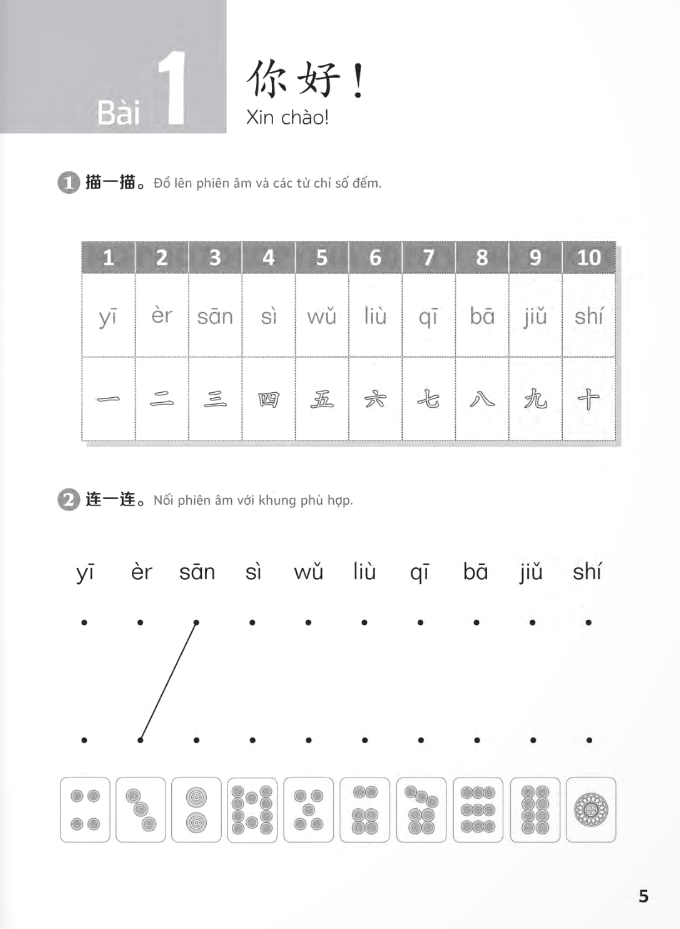 Bài 1
你好！
Xin chào!
1 描一描。 Đồ lên phiên âm và các từ chỉ số đếm.
1 2 3 4 5 6 7 8 9 10
yī èr sān sì wǔ liù qī bā jiǔ shí
一 二 三 四 五 六 七 八 九 十
2 连一连。 Nối phiên âm với khung phù hợp.
yī èr sān sì wǔ liù qī bā jiǔ shí
5